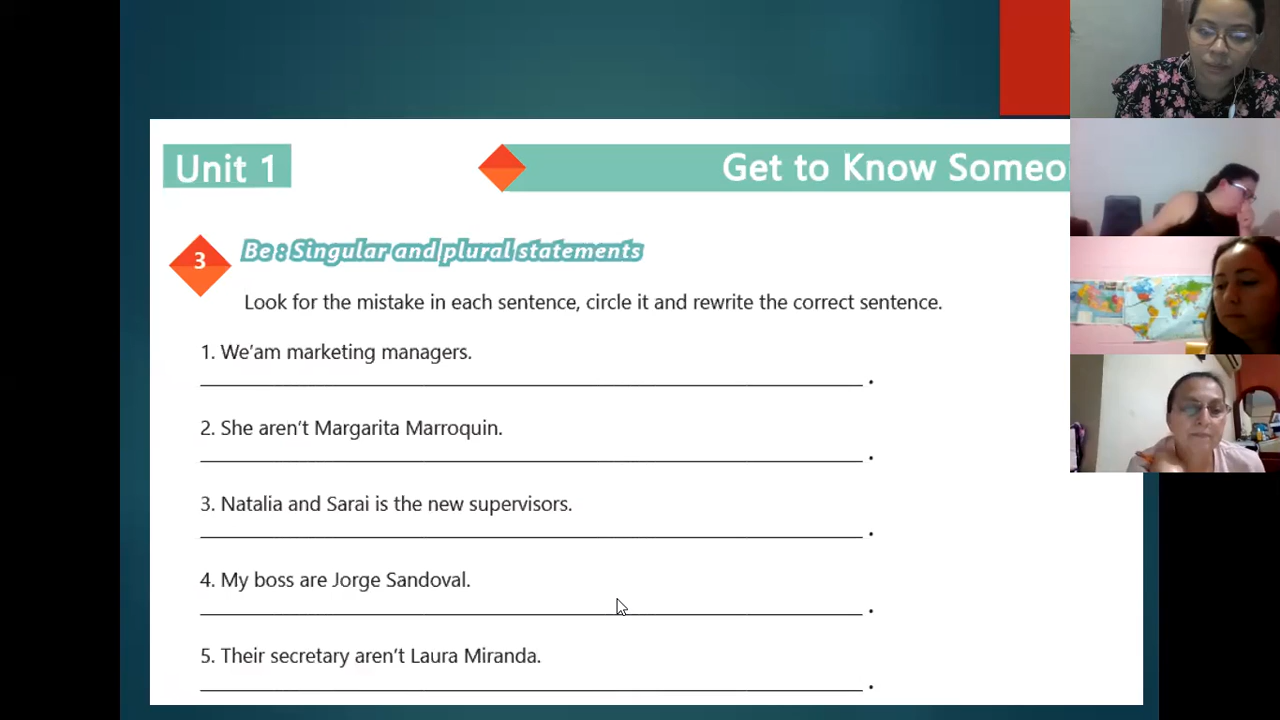 Unit 1
Get to Know Someo
3
Be : Singular and plural statements
Look for the mistake in each sentence, circle it and rewrite the correct sentence.
1. We'am marketing managers.
.
2. She aren't Margarita Marroquin.
.
3. Natalia and Sarai is the new supervisors.
.
4. My boss are Jorge Sandoval.
.
5. Their secretary aren't Laura Miranda.
.